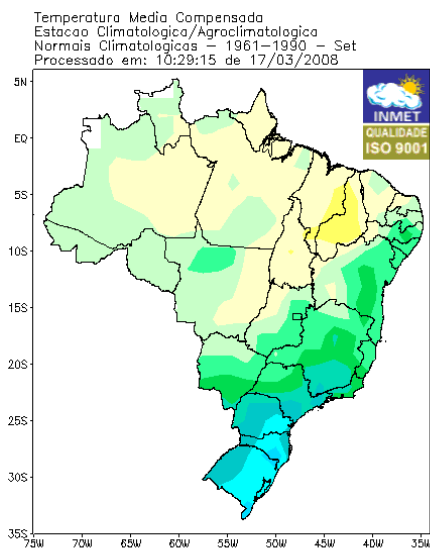 Temperatura Media Compensada
Estacao Climatologica/Agroclimatologica
Normais Climatologicas – 1961–1990 – Set
Processado em: 10:29:15 de 17/03/2008
5N
INMET
QUALIDADE
ISO 9001
EQ
5S
10S
15S
20S
25S
30S
35S
75W 70W 65W 60W 55W 50W 45W 40W 35W